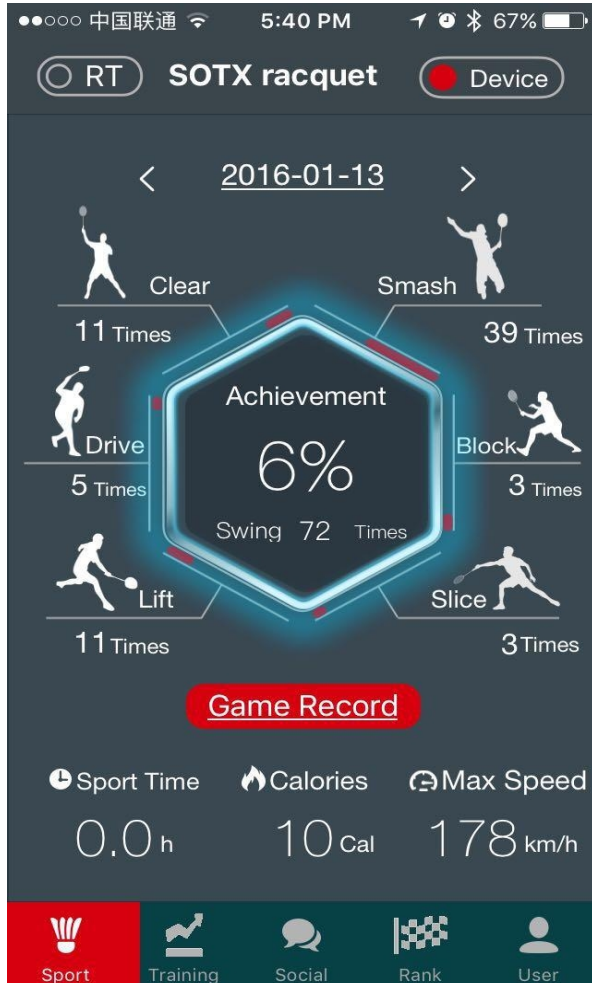 中国联通 5:40 PM 67%
RT SOTX racquet Device
2016-01-13
Clear Smash
11 Times 39 Times
Achievement
Drive Block
6%
5 Times 3 Times
Swing 72 Times
Lift Slice
11 Times 3 Times
Game Record
Sport Time Calories Max Speed
0.0 h 10 Cal 178 km/h
Sport Training Social Rank User